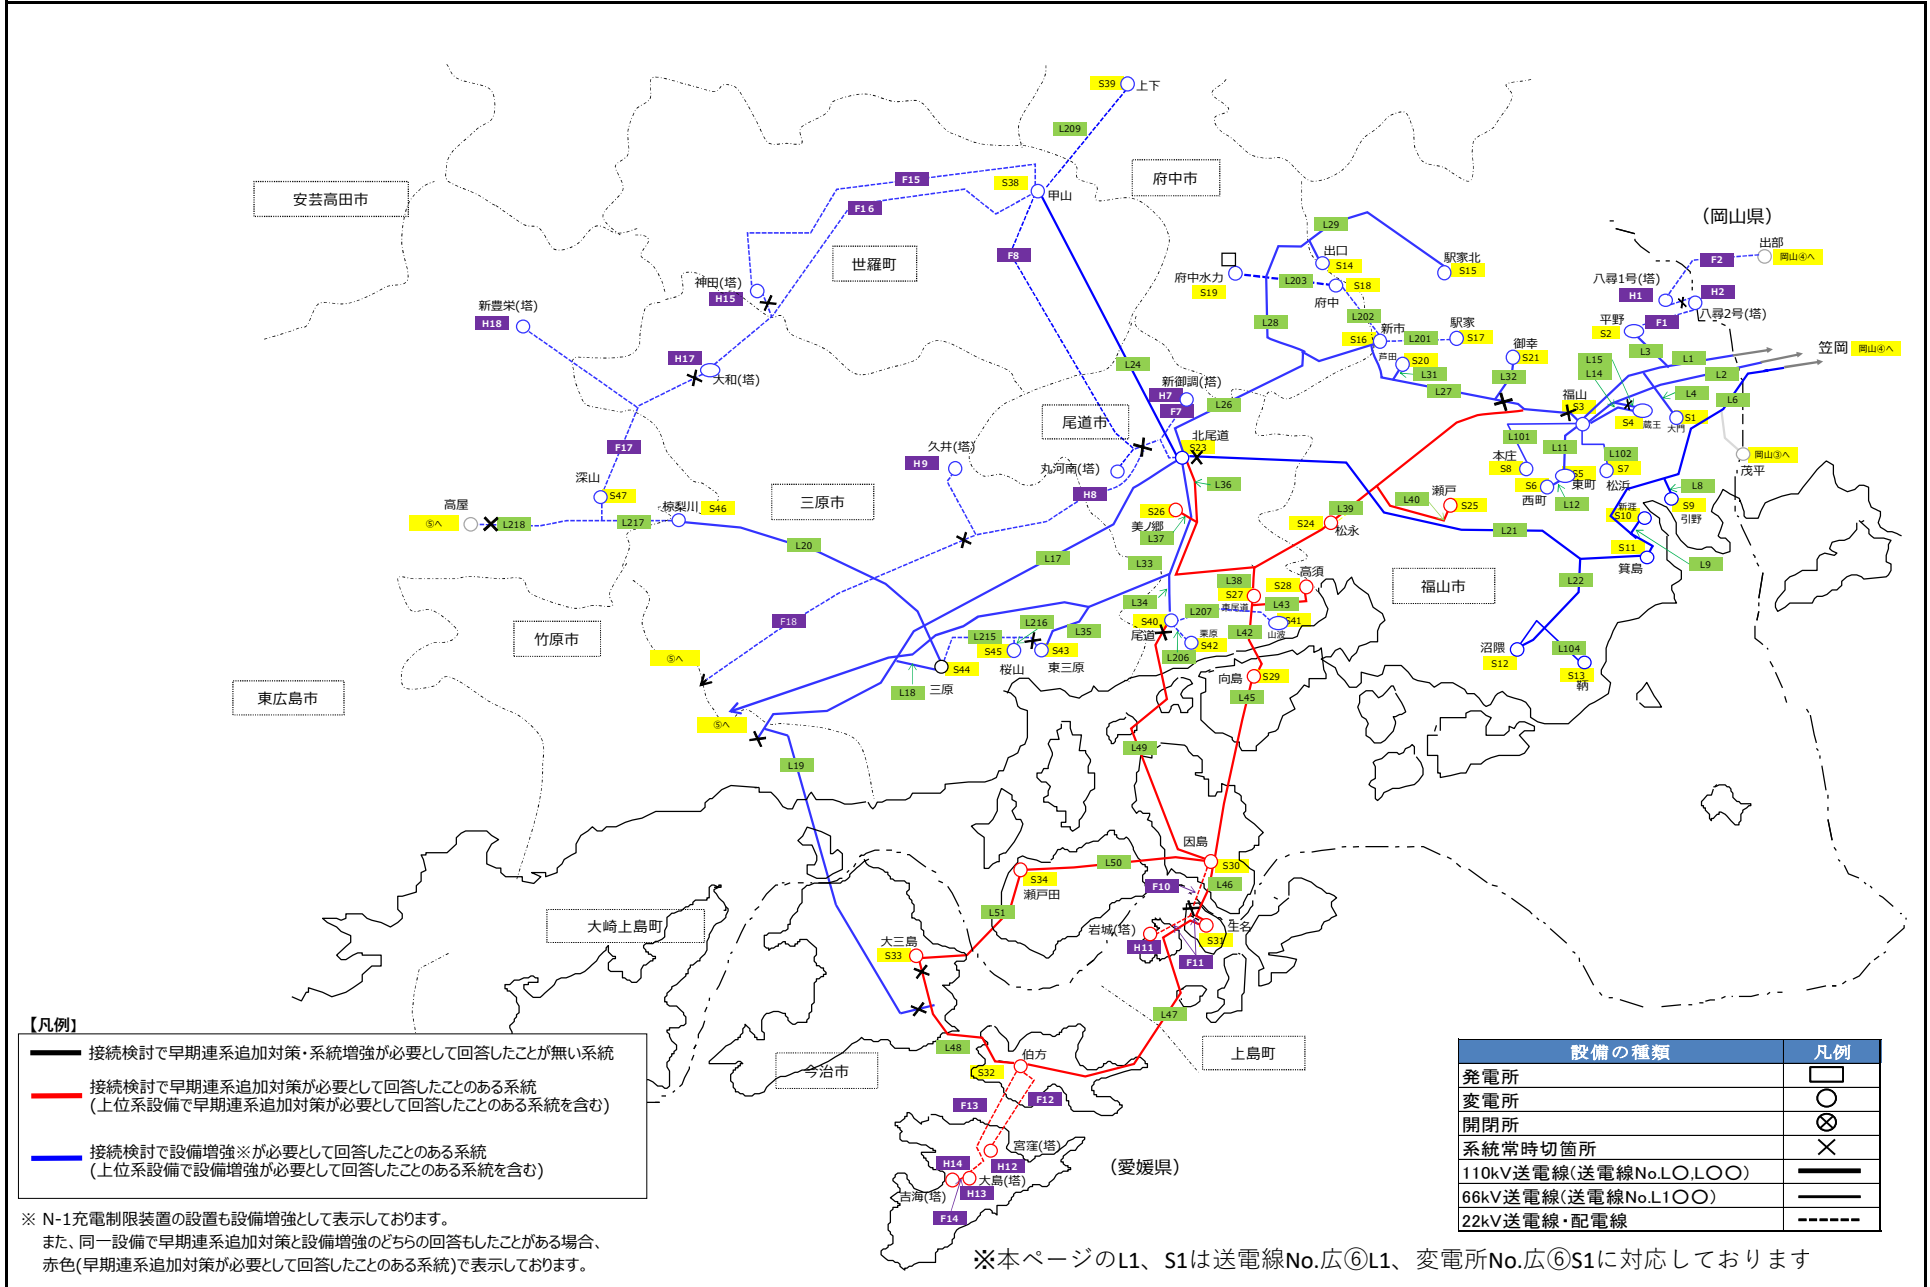 S39
上下
L209
府中市
(岡山県)
安芸高田市
F15
S38
甲山
F16
世羅町
F8
L29
出口
S14
駅家北
S15
府中水力
S19
L203
S18
府中
L202
出部
岡山④へ
F2
八尋1号(塔)
H1
H2
八尋2号(塔)
F1
平野
S2
神田(塔)
H15
新豊栄(塔)
H18
L28
新市
S16
L201
駅家
S17
芦田
S20
L31
御幸
S21
L32
L27
L15
L14
L3
L1
L2
笠岡
岡山④へ
L4
L6
H17
大和(塔)
L24
新御調(塔)
H7
F7
L26
福山
S3
S4
蔵王
S1
大門
尾道市
北尾道
S23
久井(塔)
H9
丸河南(塔)
H8
L101
L11
L102
本庄
S8
S5
東町
S7
松浜
S6
西町
L12
岡山③へ
茂平
F17
深山
S47
高屋
⑤へ
L218
L217
椋梨川
S46
三原市
L20
L17
L36
S26
美ノ郷
L37
L39
S24
松永
L40
瀬戸
S25
L21
L8
S9
引野
新涯
S10
S11
箕島
L9
L22
福山市
L33
L34
L38
S27
東尾道
S28
高須
L43
F18
竹原市
L215
L216
L35
S45
桜山
S43
東三原
S40
尾道
L207
栗原
S42
L206
S41
山波
L42
沼隈
S12
L104
S13
鞆
⑤へ
東広島市
L18
S44
三原
向島
S29
L45
⑤へ
L19
L49
因島
S30
L50
L46
F10
S34
瀬戸田
L51
大崎上島町
大三島
S33
岩城(塔)
H11
生名
S31
F11
L47
L48
伯方
S32
上島町
今治市
F13
F12
宮窪(塔)
H12
H14
大島(塔)
H13
吉海(塔)
F14
(愛媛県)
【凡例】
接続検討で早期連系追加対策・系統増強が必要として回答したことが無い系統
接続検討で早期連系追加対策が必要として回答したことのある系統
(上位系設備で早期連系追加対策が必要として回答したことのある系統を含む)
接続検討で設備増強※が必要として回答したことのある系統
(上位系設備で設備増強が必要として回答したことのある系統を含む)
※ N-1充電制限装置の設置も設備増強として表示しております。
また、同一設備で早期連系追加対策と設備増強のどちらの回答もしたことがある場合、
赤色(早期連系追加対策が必要として回答したことのある系統)で表示しております。
設備の種類 凡例
発電所
変電所
開閉所
系統常時切箇所
110kV送電線(送電線No.L〇,L〇〇)
66kV送電線(送電線No.L1〇〇)
22kV送電線・配電線
※本ページのL1、S1は送電線No.広⑥L1、変電所No.広⑥S1に対応しております